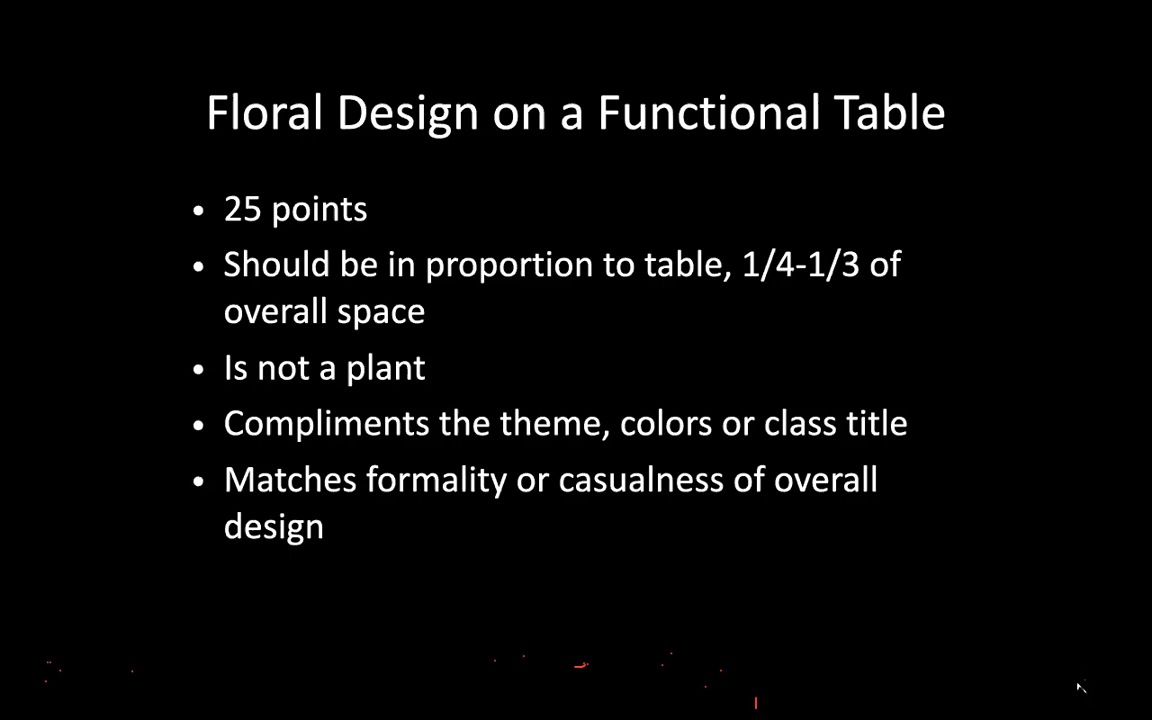 Floral Design on a Functional Table
• 25 points
• Should be in proportion to table, 1/4-1/3 of
overall space
• Is not a plant
• Compliments the theme, colors or class title
• Matches formality or casualness of overall
design